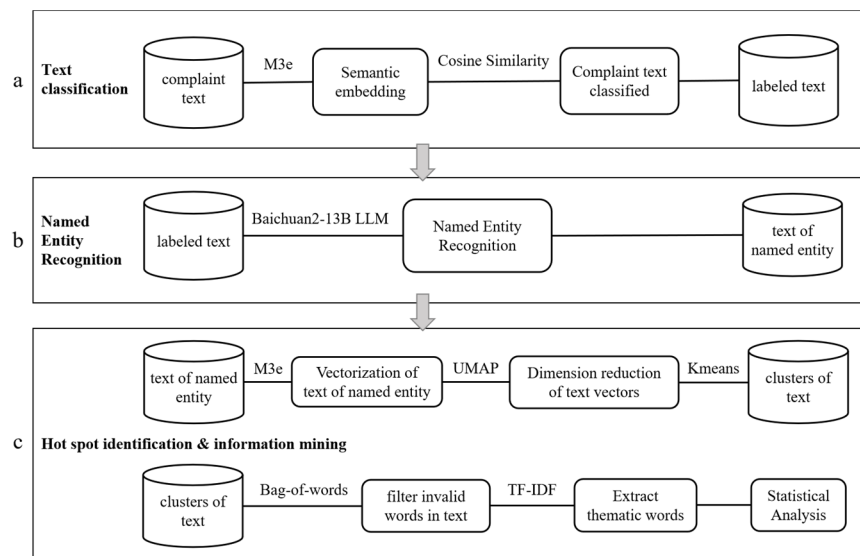 a
Text
classification
complaint
text
M3e
Semantic
embedding
Cosine Similarity
Complaint text
classified
labeled text
b
Named
Entity
Recognition
labeled text
Baichuan2-13B LLM
Named Entity
Recognition
text of
named entity
text of named
entity
M3e
Vectorization of
text of named entity
UMAP
Dimension reduction
of text vectors
Kmeans
clusters of
text
c
Hot spot identification & information mining
clusters of
text
Bag-of-words
filter invalid
words in text
TF-IDF
Extract
thematic words
Statistical
Analysis